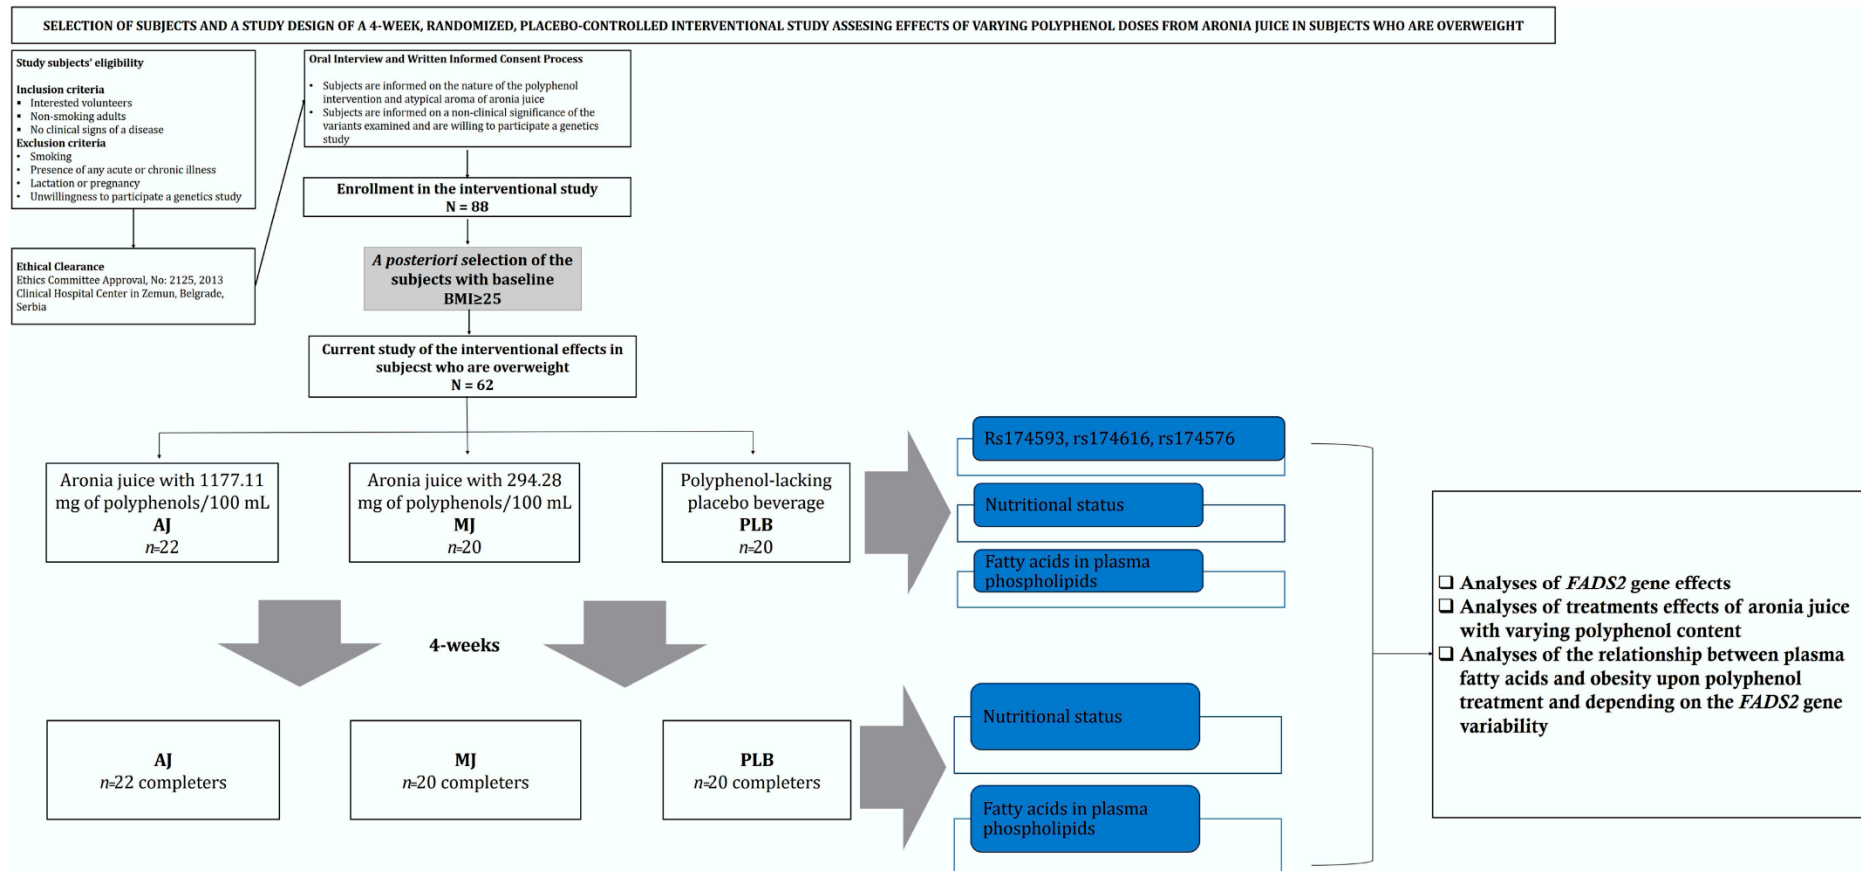 SELECTION OF SUBJECTS AND A STUDY DESIGN OF A 4-WEEK, RANDOMIZED, PLACEBO-CONTROLLED INTERVENTIONAL STUDY ASSESING EFFECTS OF VARYING POLYPHENOL DOSES FROM ARONIA JUICE IN SUBJECTS WHO ARE OVERWEIGHT
Study subjects' eligibility
Inclusion criteria
▪ Interested volunteers
▪ Non-smoking adults
▪ No clinical signs of a disease
Exclusion criteria
• Smoking
• Presence of any acute or chronic illness
• Lactation or pregnancy
• Unwillingness to participate a genetics study
Ethical Clearance
Ethics Committee Approval, No: 2125, 2013
Clinical Hospital Center in Zemun, Belgrade,
Serbia
Oral Interview and Written Informed Consent Process
• Subjects are informed on the nature of the polyphenol
intervention and atypical aroma of aronia juice
• Subjects are informed on a non-clinical significance of the
variants examined and are willing to participate a genetics
study
Enrollment in the interventional study
N = 88
A posteriori selection of the
subjects with baseline
BMI≥25
Current study of the interventional effects in
subjecst who are overweight
N = 62
Aronia juice with 1177.11
mg of polyphenols/100 mL
AJ
n=22
Aronia juice with 294.28
mg of polyphenols/100 mL
MJ
n=20
Polyphenol-lacking
placebo beverage
PLB
n=20
Rs174593, rs174616, rs174576
Nutritional status
Fatty acids in plasma
phospholipids
4-weeks
AJ
n=22 completers
MJ
n=20 completers
PLB
n=20 completers
Nutritional status
Fatty acids in plasma
phospholipids
❑ Analyses of FADS2 gene effects
❑ Analyses of treatments effects of aronia juice
with varying polyphenol content
❑ Analyses of the relationship between plasma
fatty acids and obesity upon polyphenol
treatment and depending on the FADS2 gene
variability